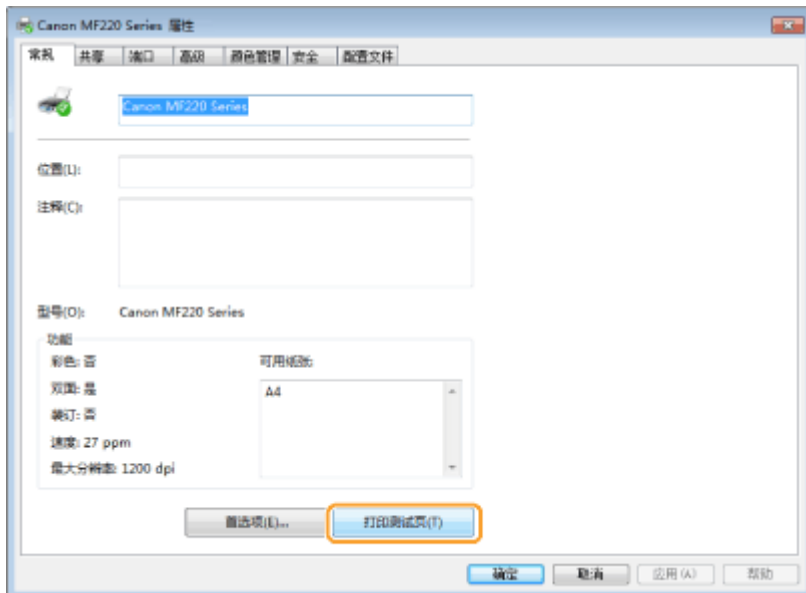 Canon MF220 Series 属性
常规 共享 端口 高级 颜色管理 安全 配置文件
Canon MF220 Series
位置(L):
注释(C):
型号(O): Canon MF220 Series
功能
彩色: 否 可用纸张:
双面: 是 A4
装订: 否
速度: 27 ppm
最大分辨率: 1200 dpi
首选项(E)... 打印测试页(T)
确定 取消 应用(A) 帮助